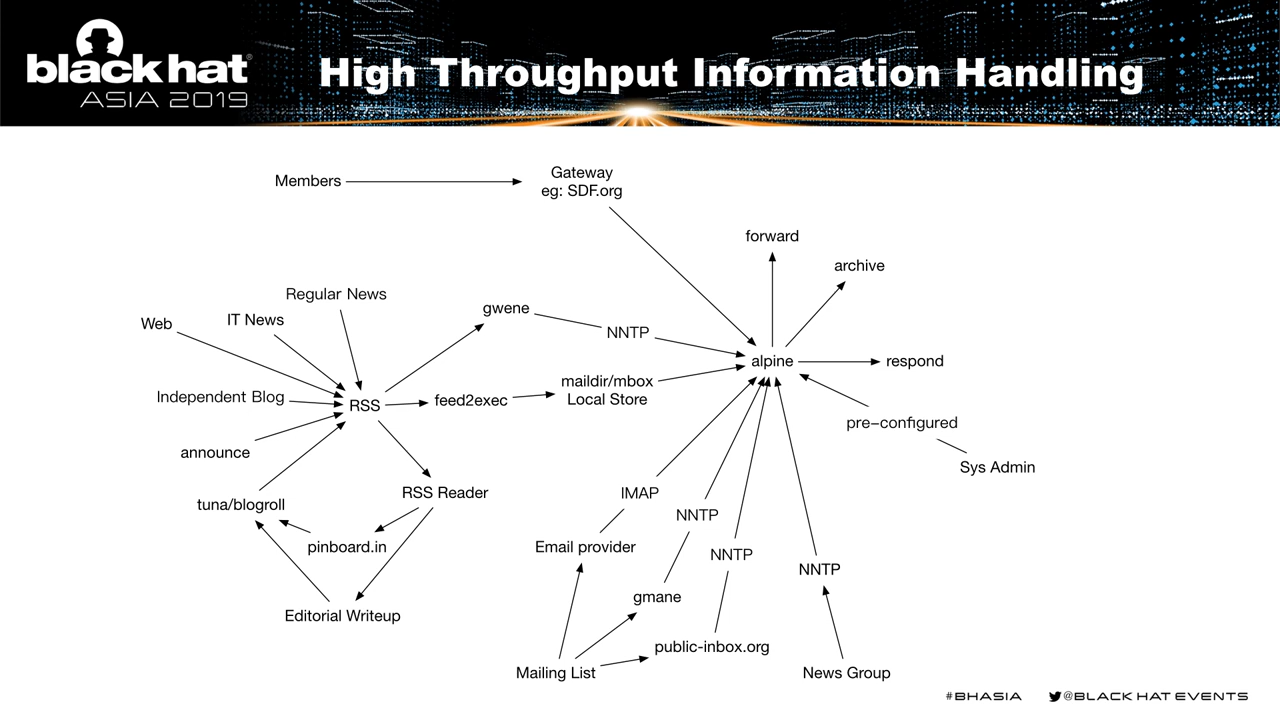 black hat®
ASIA 2019
High Throughput Information Handling
Members
Gateway
eg: SDF.org
forward
archive
Regular News
gwene
IT News
Web
NNTP
alpine
respond
maildir/mbox
Local Store
Independent Blog
RSS
feed2exec
pre–configured
announce
Sys Admin
RSS Reader
IMAP
tuna/blogroll
NNTP
pinboard.in
Email provider
NNTP
NNTP
gmane
Editorial Writeup
public-inbox.org
Mailing List
News Group
#BHASIA
@BLACK HAT EVENTS